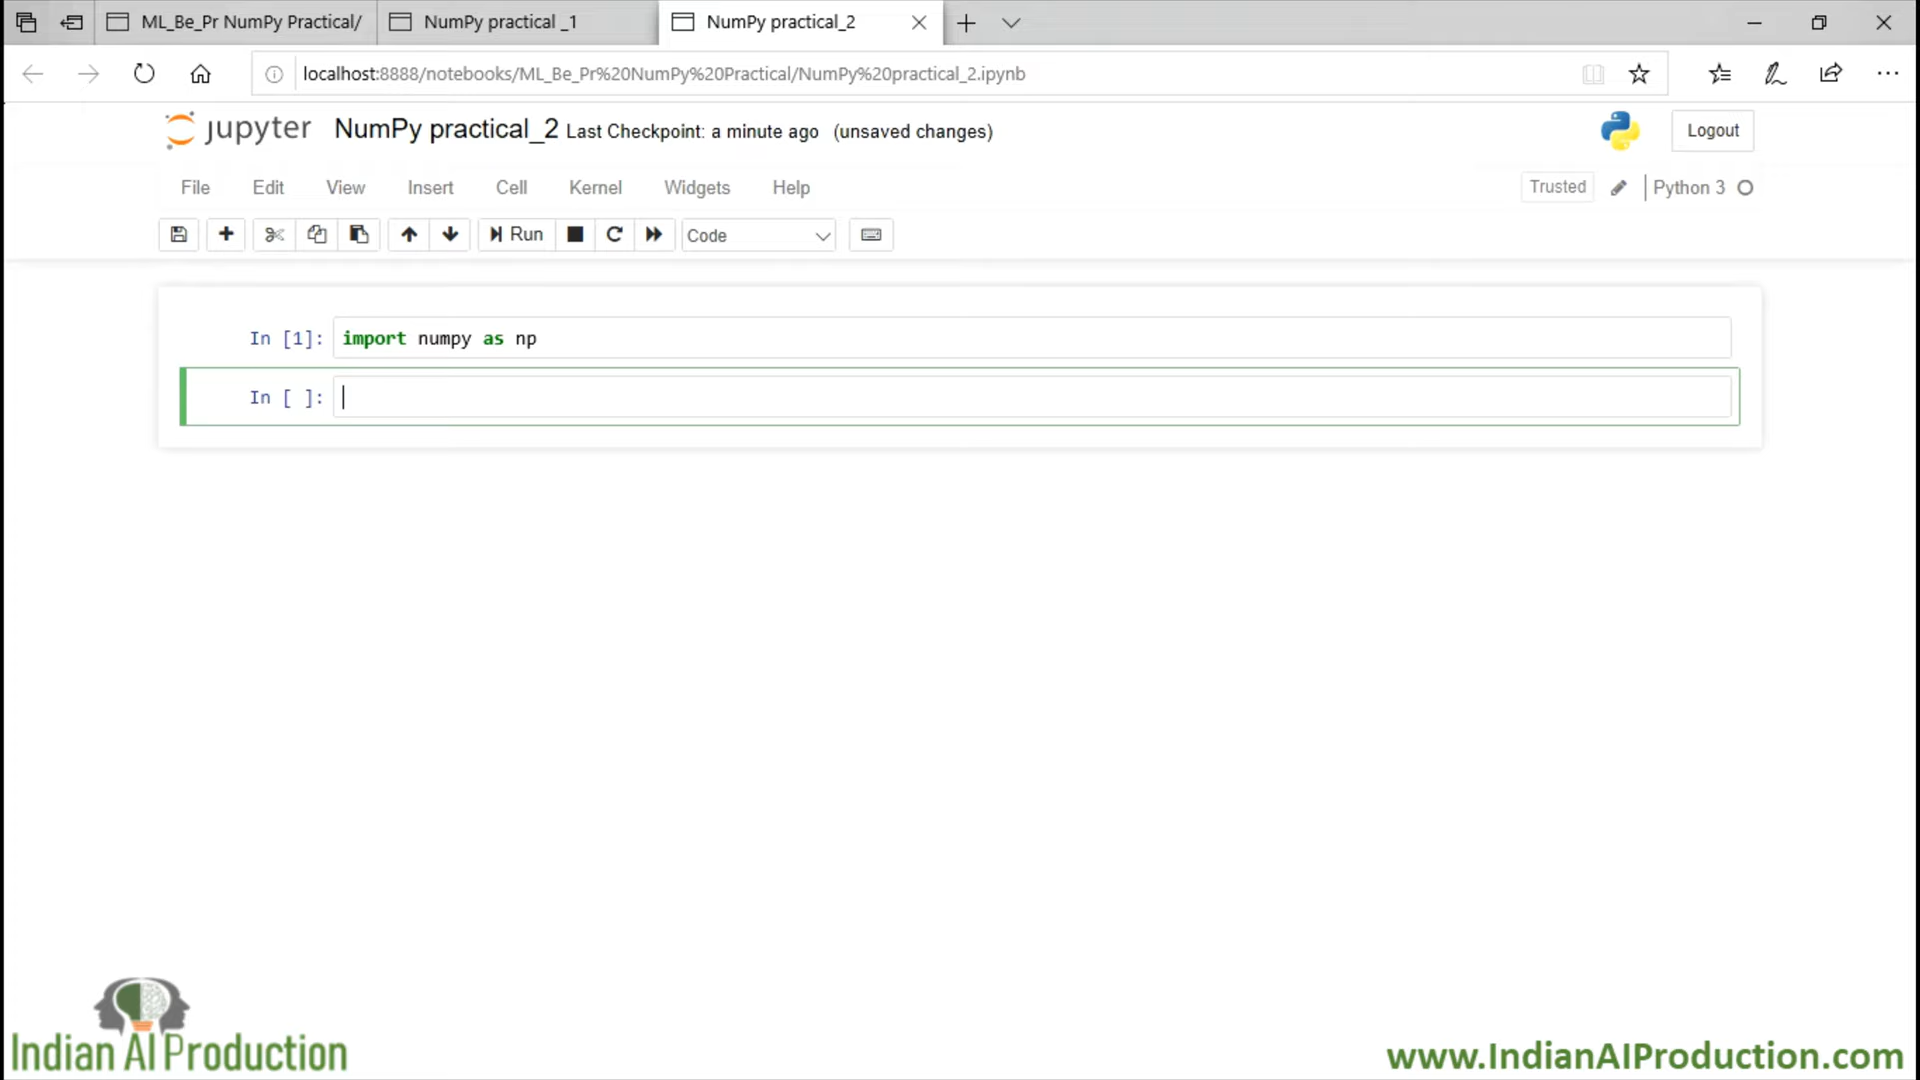 ML_Be_Pr NumPy Practical/
NumPy practical _1
NumPy practical_2
localhost:8888/notebooks/ML_Be_Pr%20NumPy%20Practical/NumPy%20practical_2.ipynb
jupyter NumPy practical_2 Last Checkpoint: a minute ago (unsaved changes)
Logout
File Edit View Insert Cell Kernel Widgets Help
Trusted
Python 3
Run
Code
In [1]: import numpy as np
In [ ]:
Indian AI Production
www.IndianAIProduction.com